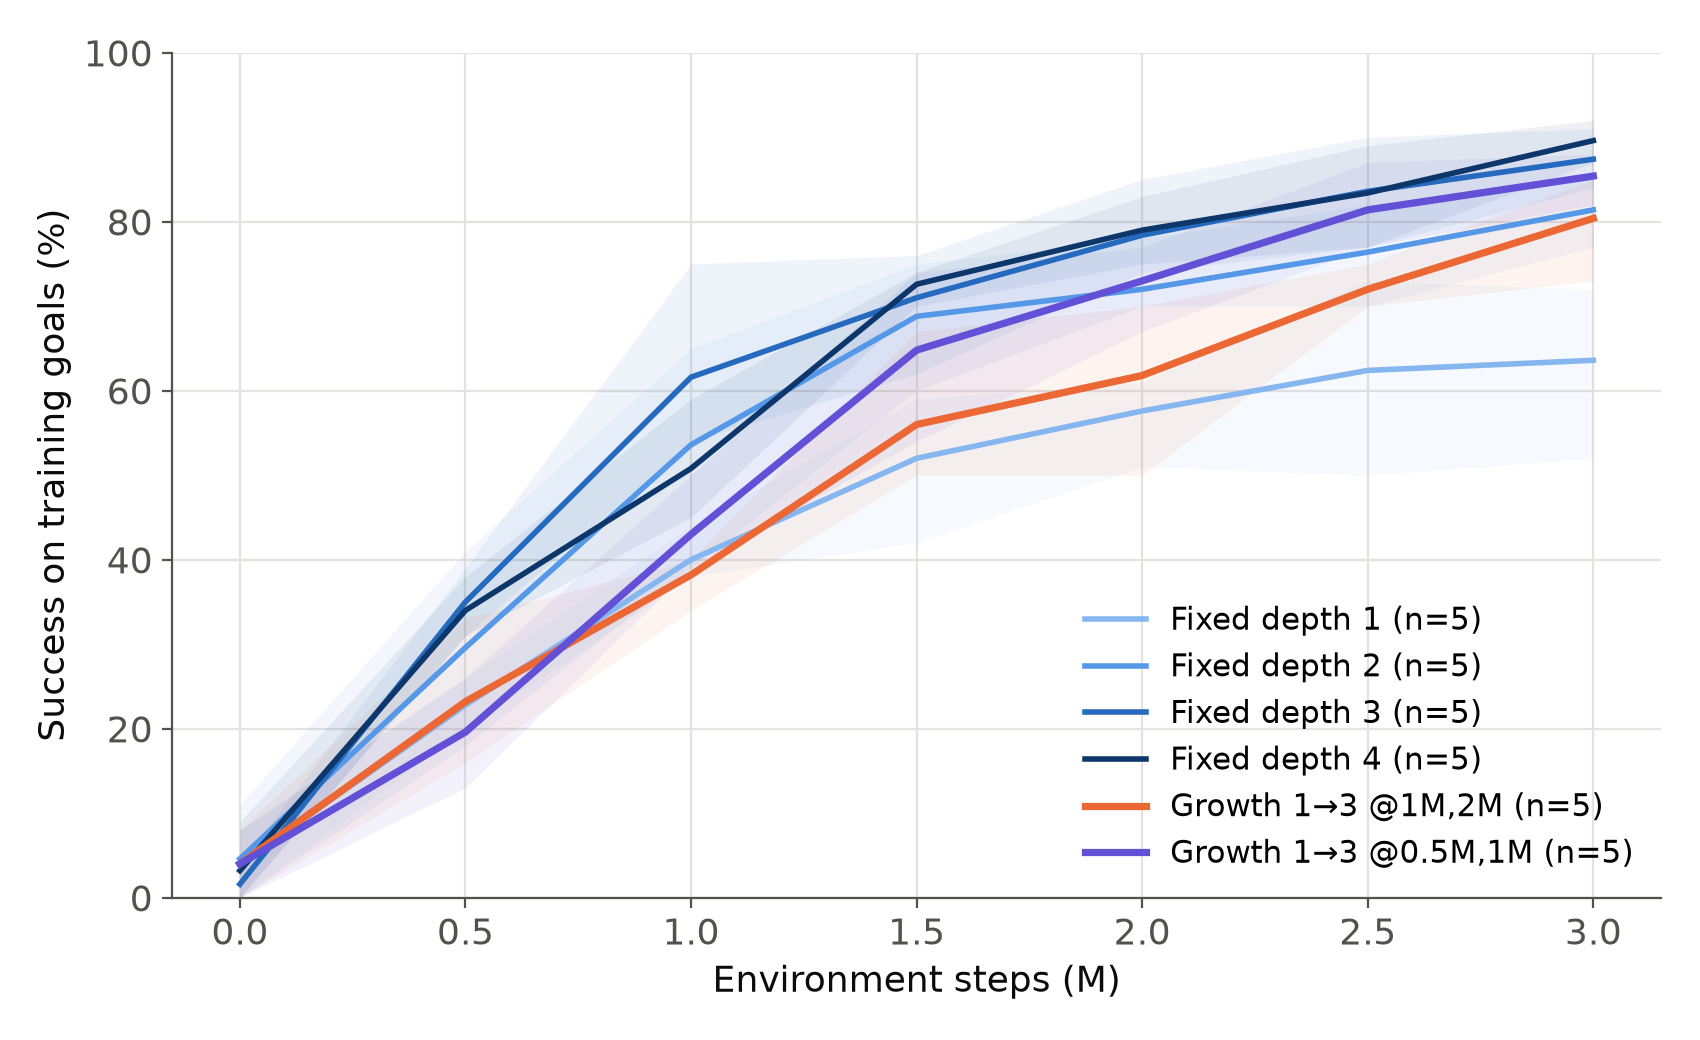 Success on training goals (%)
100
80
60
40
20
0
0.0 0.5 1.0 1.5 2.0 2.5 3.0
Environment steps (M)
Fixed depth 1 (n=5)
Fixed depth 2 (n=5)
Fixed depth 3 (n=5)
Fixed depth 4 (n=5)
Growth 1→3 @1M,2M (n=5)
Growth 1→3 @0.5M,1M (n=5)